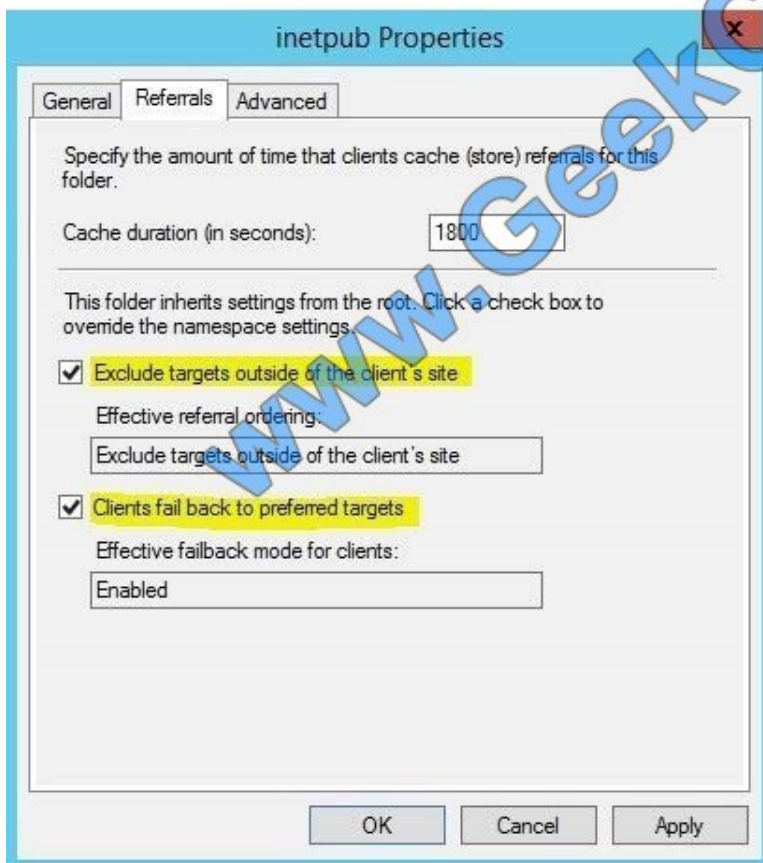 inetpub Properties
x
General Referrals Advanced
Specify the amount of time that clients cache (store) referrals for this
folder.
Cache duration (in seconds): 1800
This folder inherits settings from the root. Click a check box to
override the namespace settings.
Exclude targets outside of the client's site
Effective referral ordering:
Exclude targets outside of the client's site
Clients fail back to preferred targets
Effective failback mode for clients:
Enabled
OK Cancel Apply